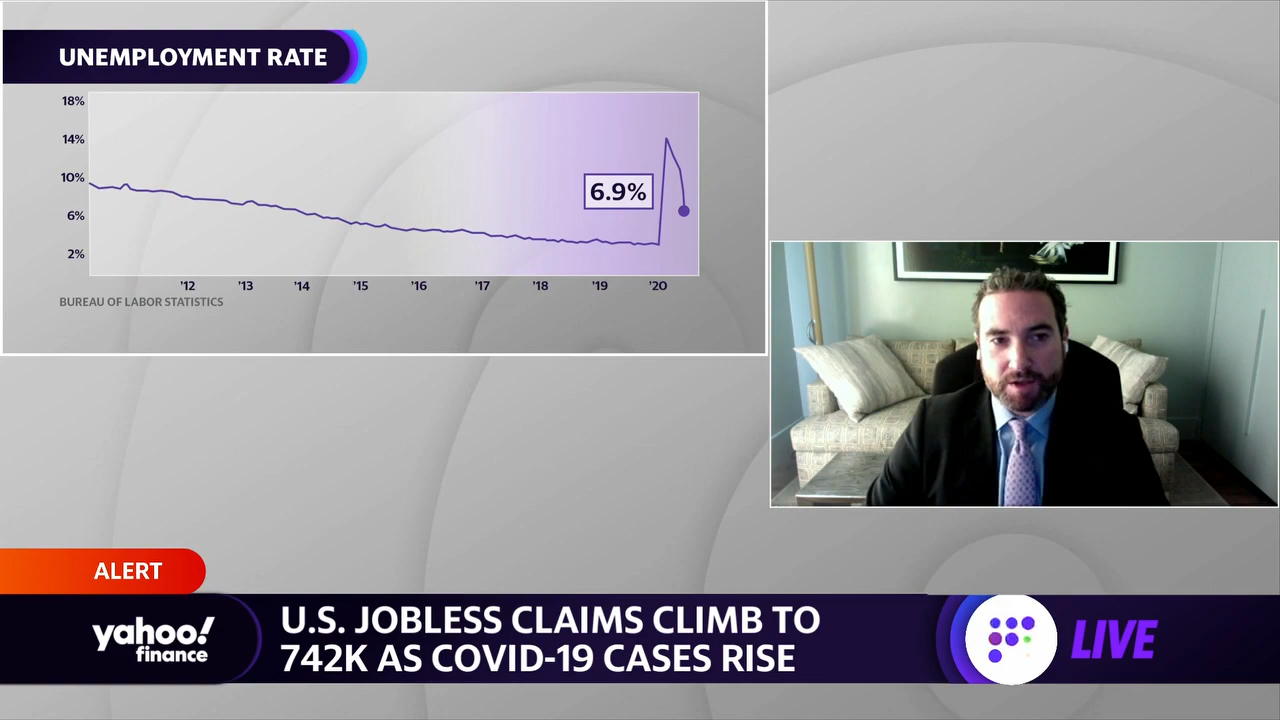 UNEMPLOYMENT RATE
18%
14%
10%
6%
2%
6.9%
'12 '13 '14 '15 '16 '17 '18 '19 '20
BUREAU OF LABOR STATISTICS
ALERT
yahoo!
finance
U.S. JOBLESS CLAIMS CLIMB TO
742K AS COVID-19 CASES RISE
LIVE